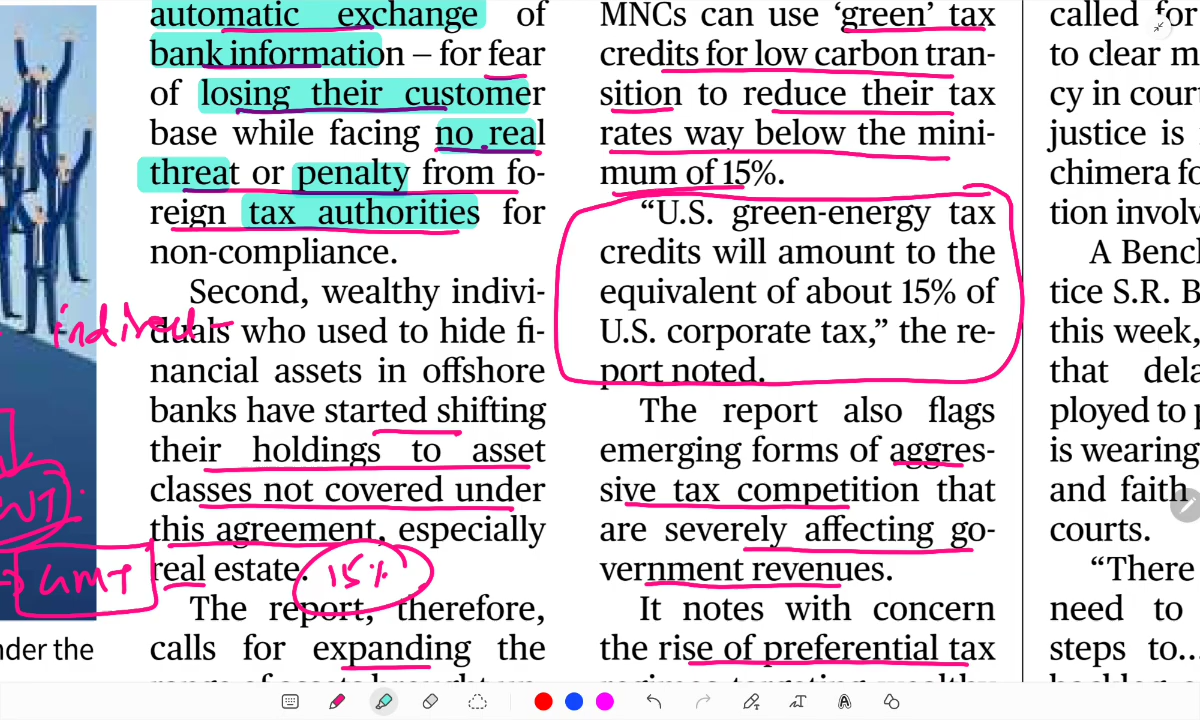 automatic exchange of
bank information – for fear
of losing their customer
base while facing no real
threat or penalty from fo-
reign tax authorities for
non-compliance.
Second, wealthy indivi-
duals who used to hide fi-
nancial assets in offshore
banks have started shifting
their holdings to asset
classes not covered under
this agreement, especially
real estate.
The report, therefore,
calls for expanding the
MNCs can use ‘green’ tax
credits for low carbon tran-
sition to reduce their tax
rates way below the mini-
mum of 15%.
“U.S. green-energy tax
credits will amount to the
equivalent of about 15% of
U.S. corporate tax,” the re-
port noted.
The report also flags
emerging forms of aggres-
sive tax competition that
are severely affecting go-
vernment revenues.
It notes with concern
the rise of preferential tax
called for
to clear m
cy in court
justice is
chimera fo
tion involv
A Benc
tice S.R. B
this week,
that dela
ployed to p
is wearing
and faith
courts.
“There
need to
steps to...
nder the
15%
GMT